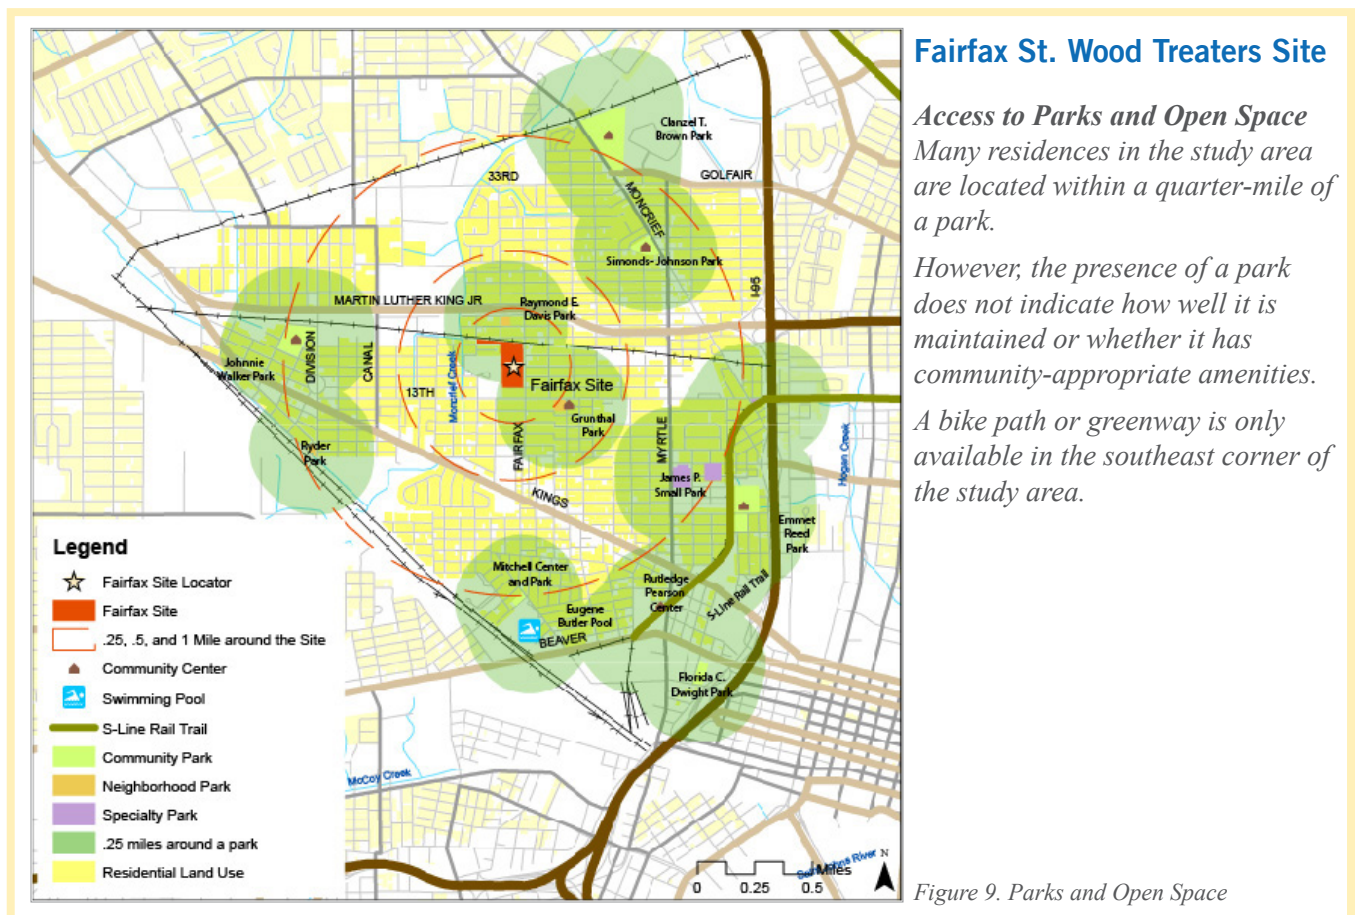 Fairfax St. Wood Treaters Site
Access to Parks and Open Space
Many residences in the study area
are located within a quarter-mile of
a park.
However, the presence of a park
does not indicate how well it is
maintained or whether it has
community-appropriate amenities.
A bike path or greenway is only
available in the southeast corner of
the study area.
Figure 9. Parks and Open Space
Clanzel T.
Brown Park
33RD
GOLFAIR
MONCRIEF
Simonds-Johnson Park
I-95
MARTIN LUTHER KING JR
Raymond E.
Davis Park
DIVISION
CANAL
Johnnie
Walker Park
13TH
Moncrief Creek
Fairfax Site
Grunthal
Park
FAIRFAX
MYRTLE
Hogan Creek
Ryder
Park
KINGS
James P.
Small Park
Emmet
Reed
Park
Mitchell Center
and Park
Rutledge
Pearson
Center
S-Line Rail Trail
Eugene
Butler Pool
BEAVER
Florida C.
Dwight Park
McCoy Creek
Legend
Fairfax Site Locator
Fairfax Site
.25, .5, and 1 Mile around the Site
Community Center
Swimming Pool
S-Line Rail Trail
Community Park
Neighborhood Park
Specialty Park
.25 miles around a park
Residential Land Use
Johns River
Miles
N
0 0.25 0.5